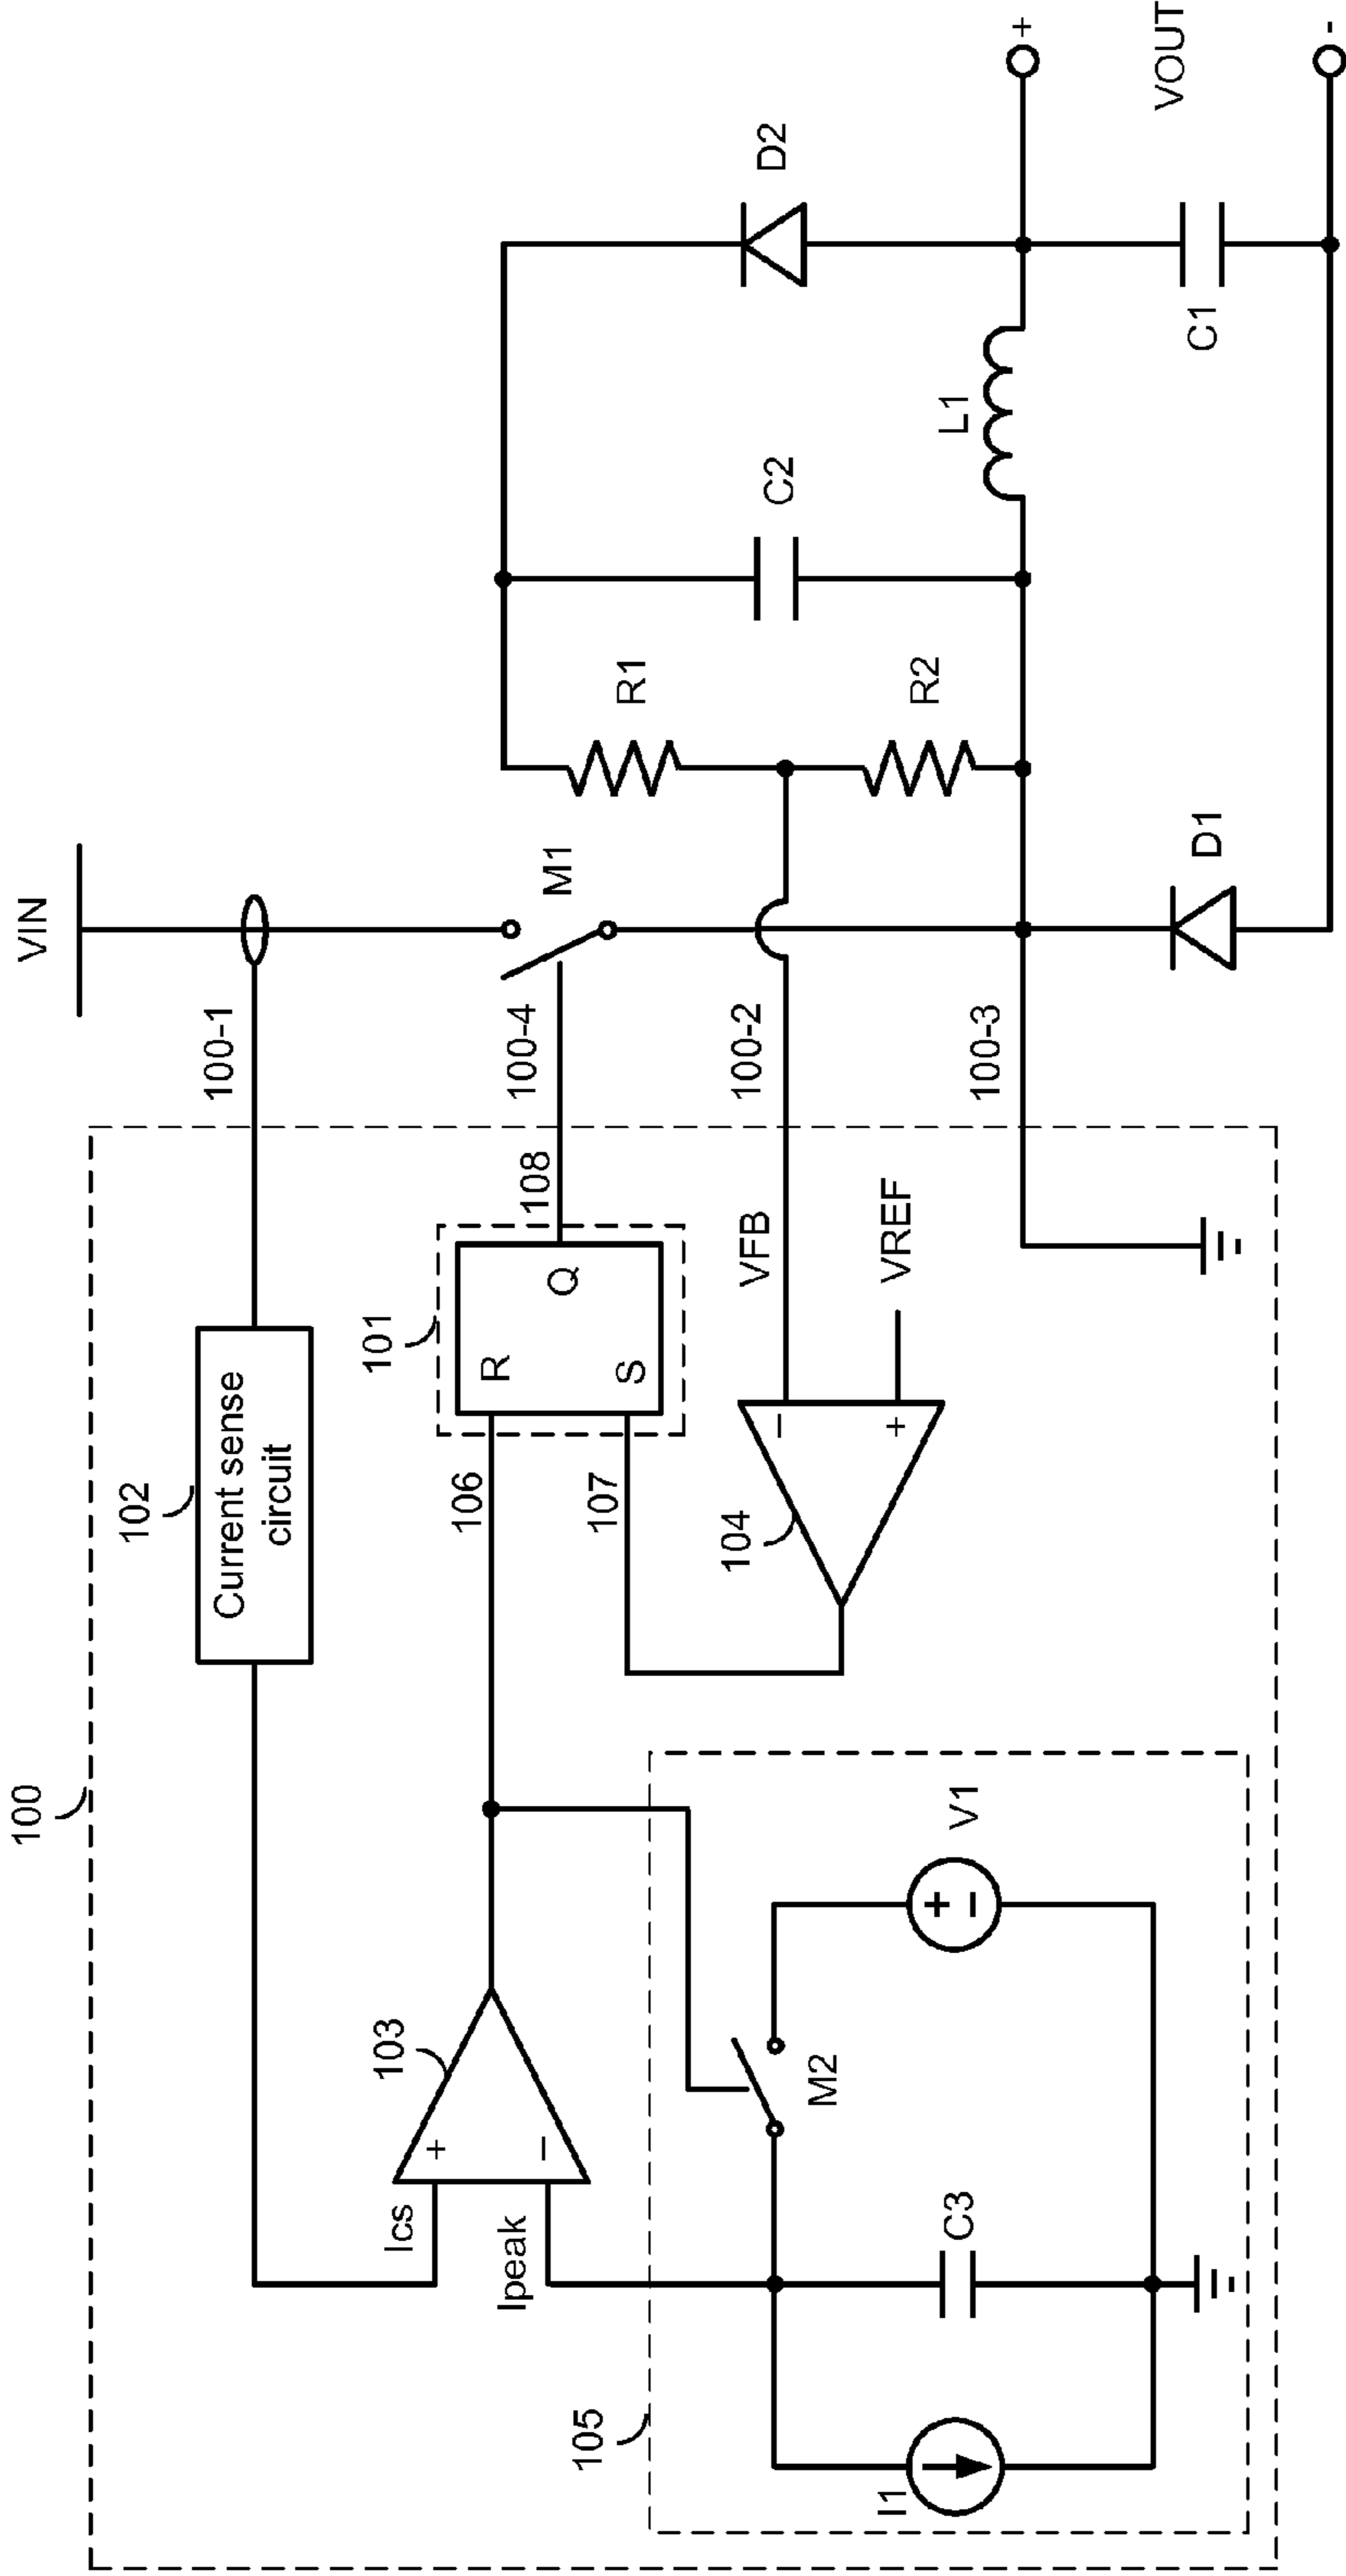 100
VIN
102
Current sense
circuit
100-1
103
Ics
+
−
Ipeak
106
101
R
Q
S
108
100-4
M1
107
104
−
+
VFB
VREF
100-2
100-3
R1
R2
C2
D2
L1
D1
C1
+
VOUT
-
105
I1
C3
M2
+
−
V1